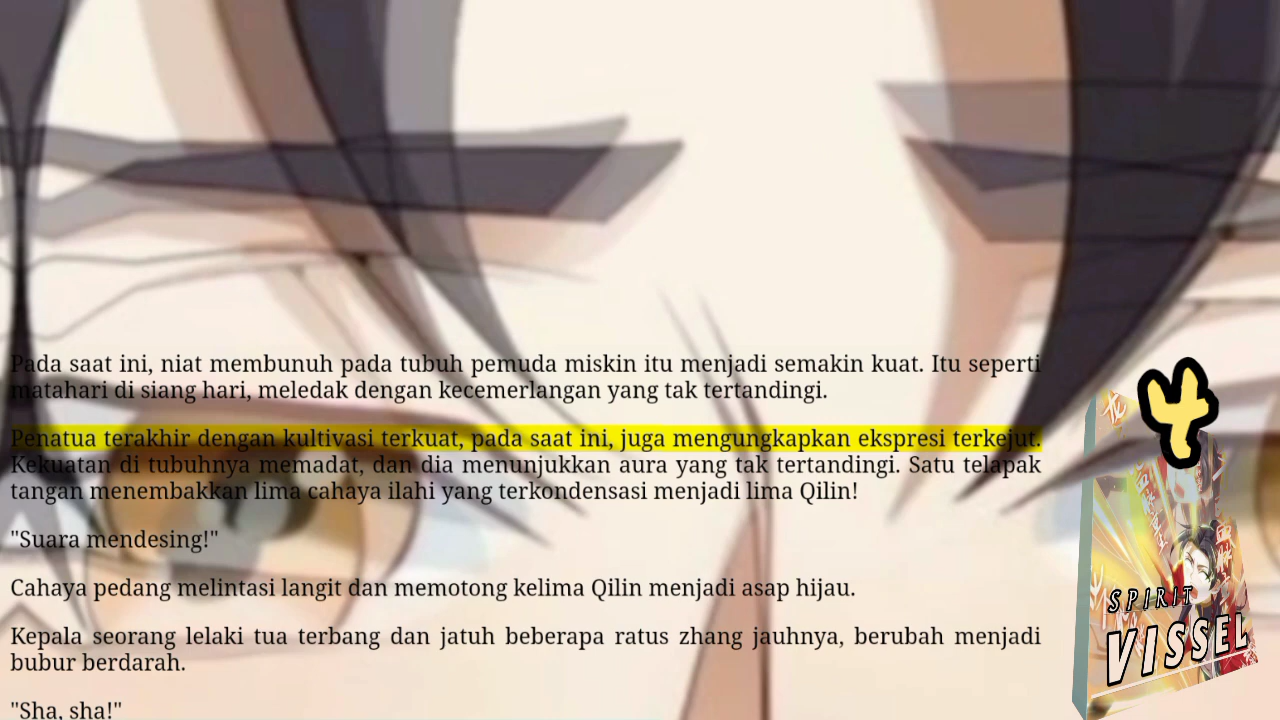 Pada saat ini, niat membunuh pada tubuh pemuda miskin itu menjadi semakin kuat. Itu seperti
matahari di siang hari, meledak dengan kecemerlangan yang tak tertandingi.
Penatua terakhir dengan kultivasi terkuat, pada saat ini, juga mengungkapkan ekspresi terkejut.
Kekuatan di tubuhnya memadat, dan dia menunjukkan aura yang tak tertandingi. Satu telapak
tangan menembakkan lima cahaya ilahi yang terkondensasi menjadi lima Qilin!
"Suara mendesing!"
Cahaya pedang melintasi langit dan memotong kelima Qilin menjadi asap hijau.
Kepala seorang lelaki tua terbang dan jatuh beberapa ratus zhang jauhnya, berubah menjadi
bubur berdarah.
"Sha, sha!"
龙
SPIRIT
VISSEL